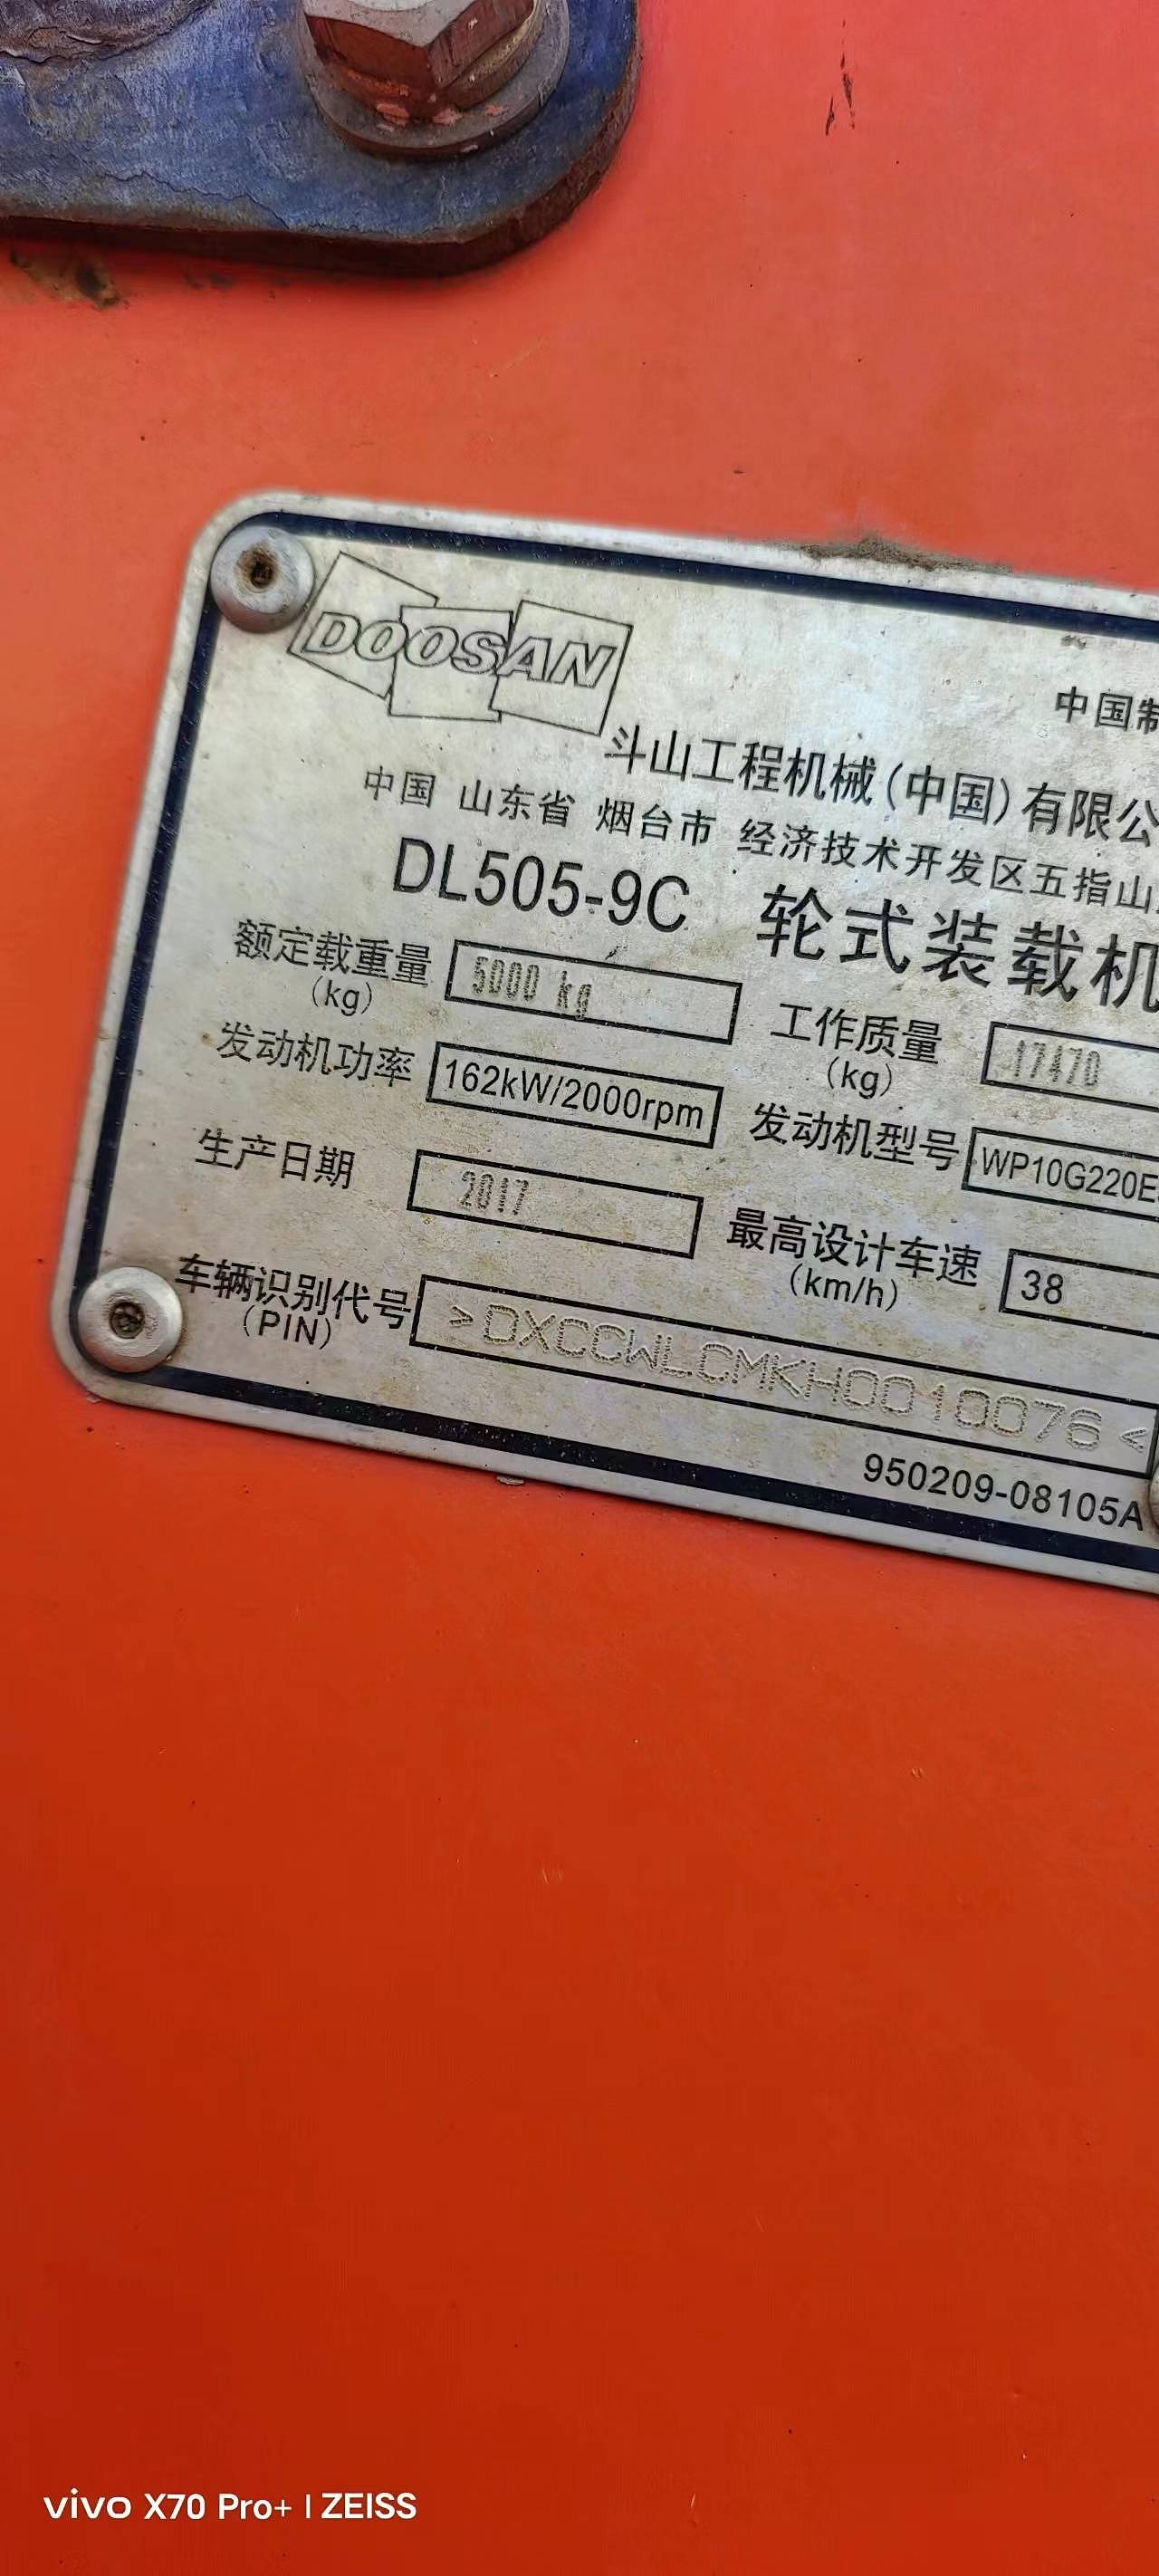 DOOSAN
中国制
斗山工程机械(中国)有限公
中国 山东省 烟台市 经济技术开发区五指山
DL505-9C 轮式装载机
额定载重量 (kg) 5000 kg
工作质量 (kg) 17470
发动机功率 162kW/2000rpm
发动机型号 WP10G220E
生产日期
最高设计车速 (km/h) 38
车辆识别代号 (PIN) >DXCCWLCMKH0010076<
950209-08105A
vivo X70 Pro+ | ZEISS